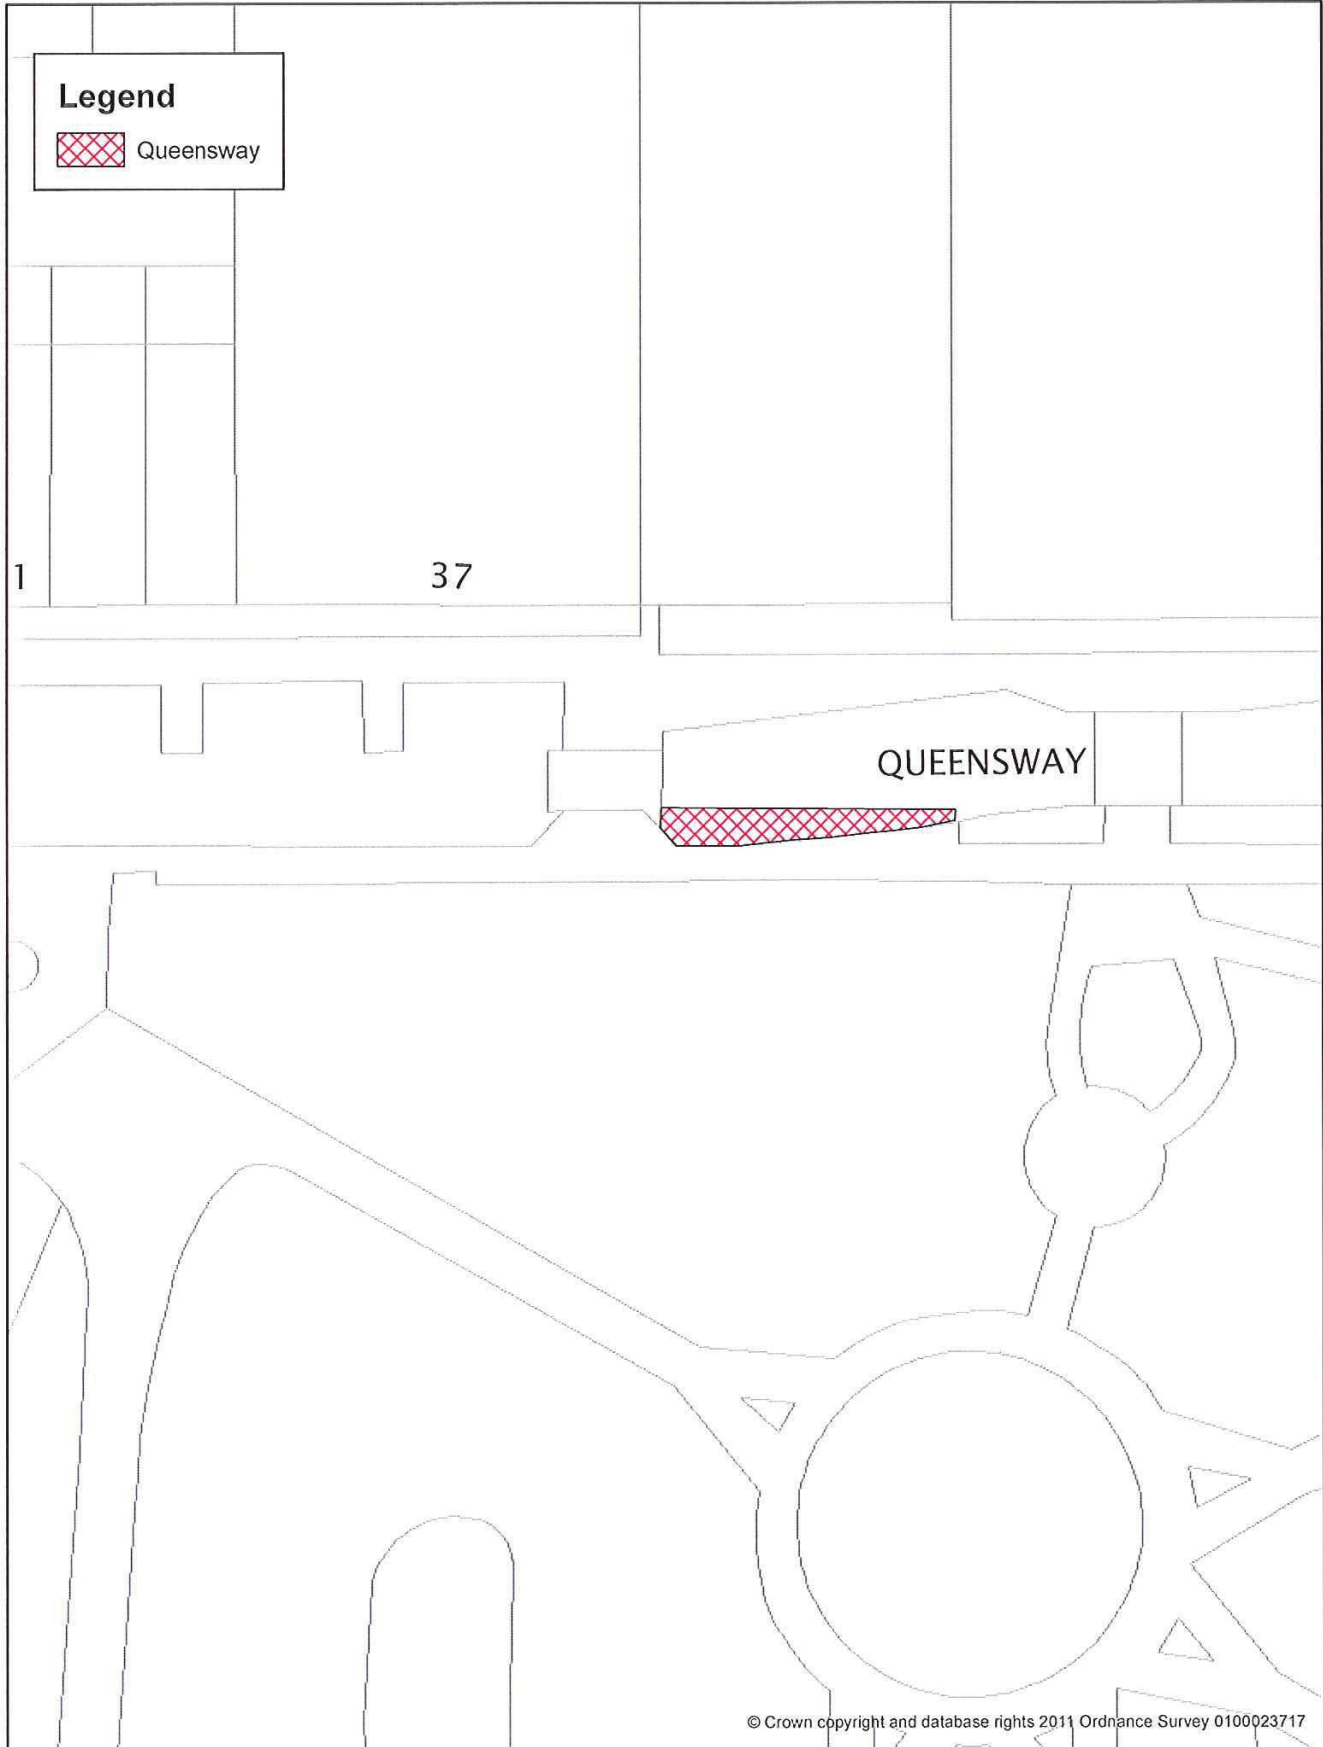 Legend
Queensway
1
37
QUEENSWAY
© Crown copyright and database rights 2011 Ordnance Survey 0100023717